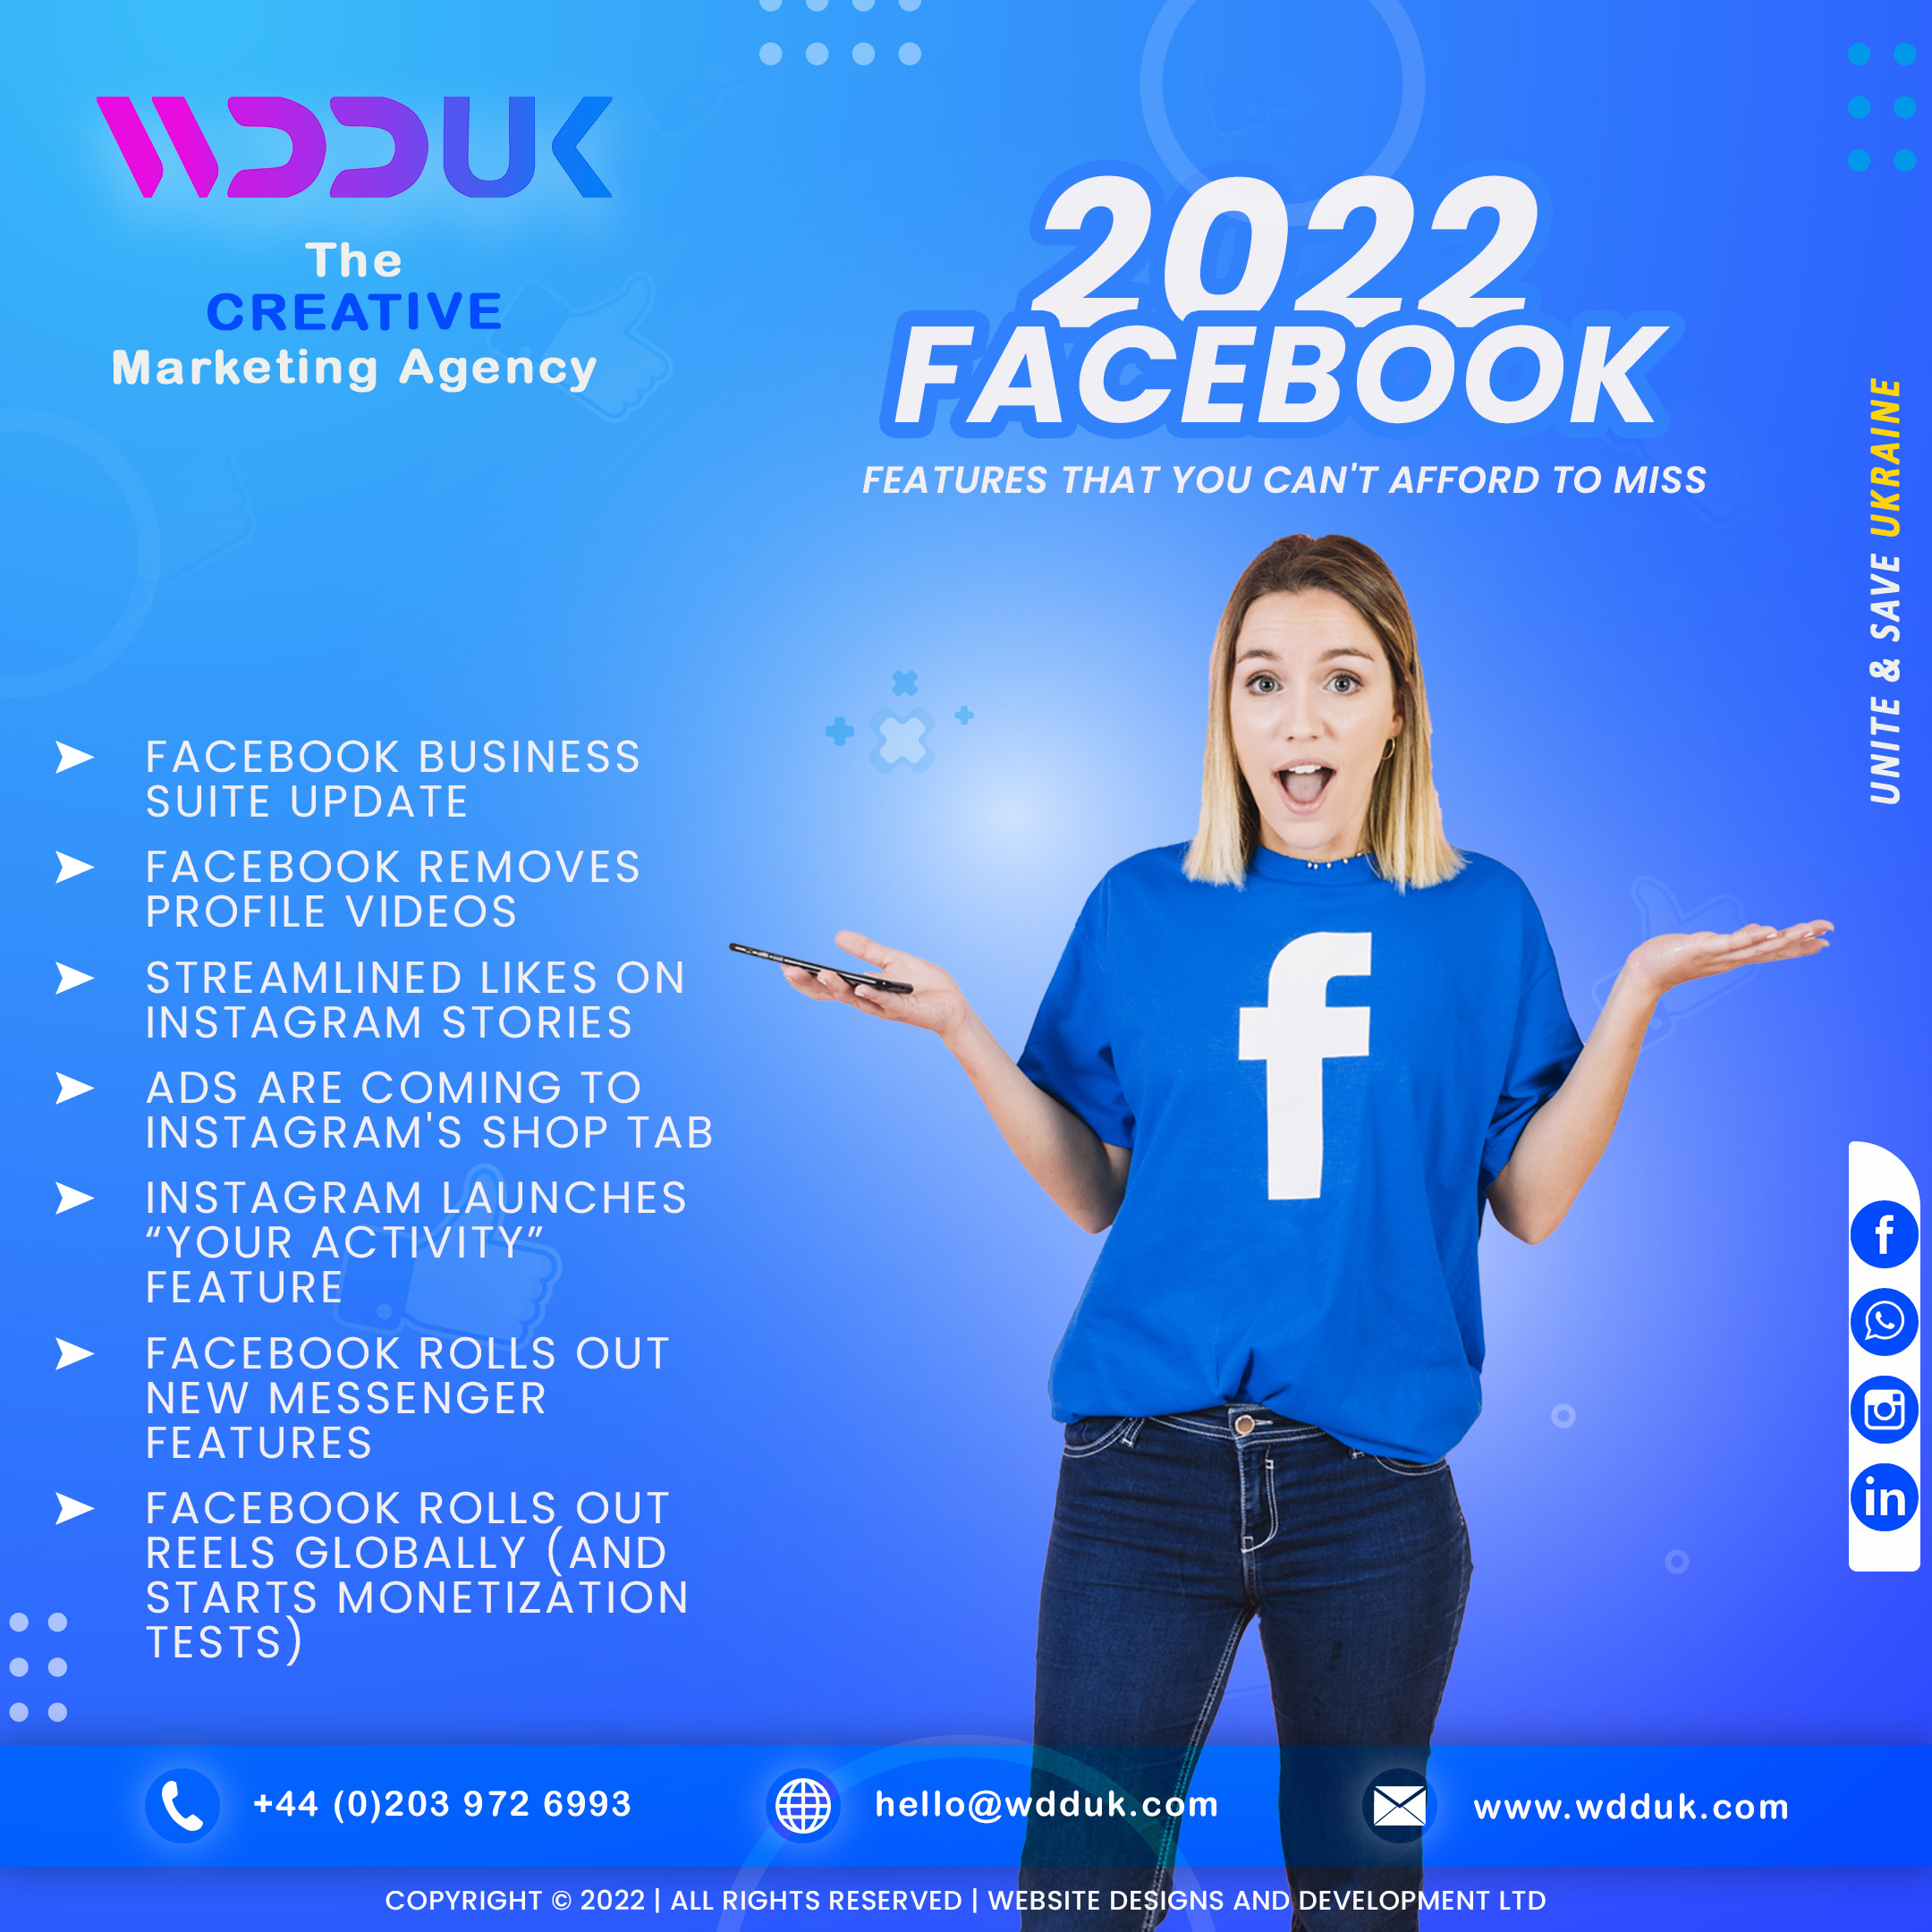 WDDUK
The
CREATIVE
Marketing Agency
2022
FACEBOOK
FEATURES THAT YOU CAN'T AFFORD TO MISS
UNITE & SAVE UKRAINE
FACEBOOK BUSINESS
SUITE UPDATE
FACEBOOK REMOVES
PROFILE VIDEOS
STREAMLINED LIKES ON
INSTAGRAM STORIES
ADS ARE COMING TO
INSTAGRAM'S SHOP TAB
INSTAGRAM LAUNCHES
“YOUR ACTIVITY”
FEATURE
FACEBOOK ROLLS OUT
NEW MESSENGER
FEATURES
FACEBOOK ROLLS OUT
REELS GLOBALLY (AND
STARTS MONETIZATION
TESTS)
f
f
in
+44 (0)203 972 6993
hello@wdduk.com
www.wdduk.com
COPYRIGHT © 2022 | ALL RIGHTS RESERVED | WEBSITE DESIGNS AND DEVELOPMENT LTD